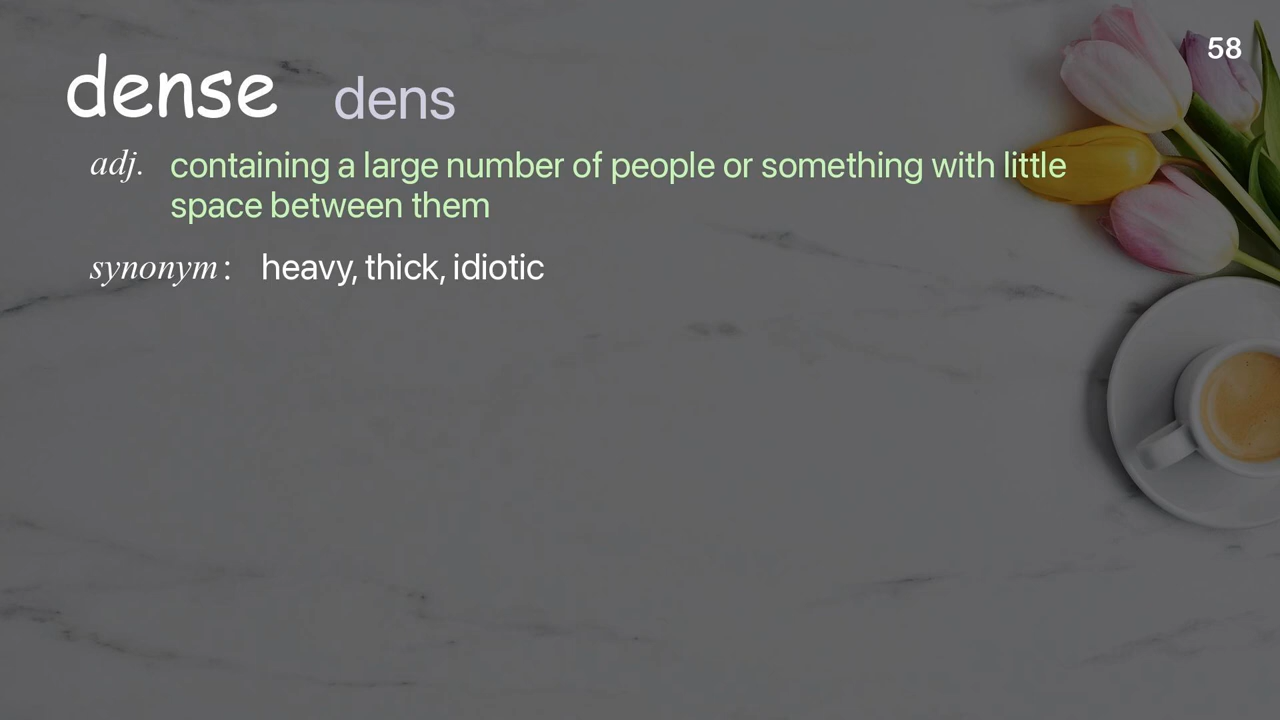 58
dense dens
adj. containing a large number of people or something with little
space between them
synonym: heavy, thick, idiotic